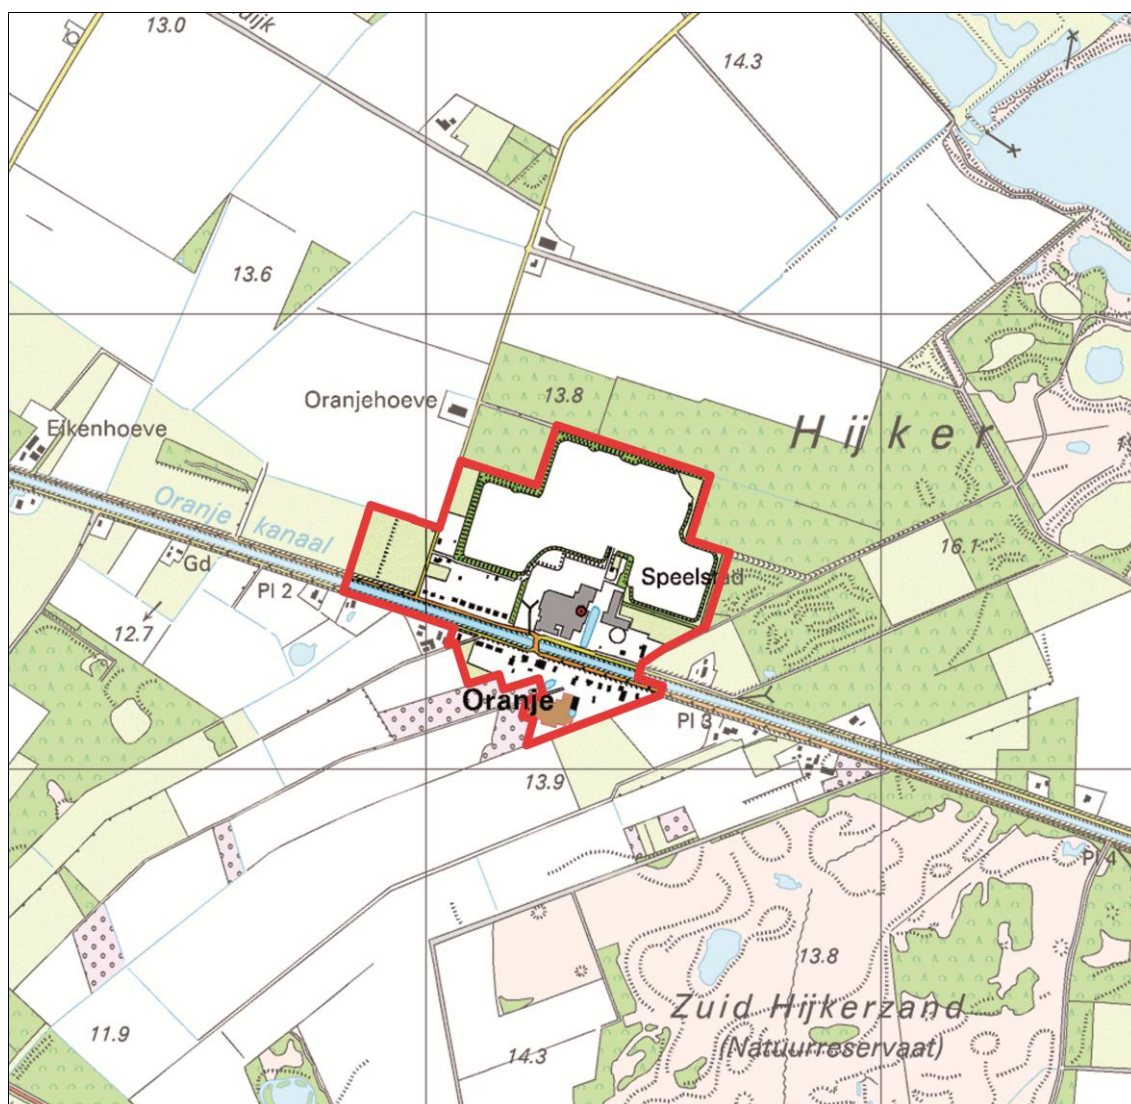 13.0
14.3
13.6
Oranjehoeve
13.8
Hijker
Eikenhoeve
Oranje kanaal
16.1
Gd
Speelstad
Pl 2
12.7
1
Oranje
Pl 3
13.9
Pl 4
13.8
Zuid Hijkerzand
(Natuurreservaat)
11.9
14.3